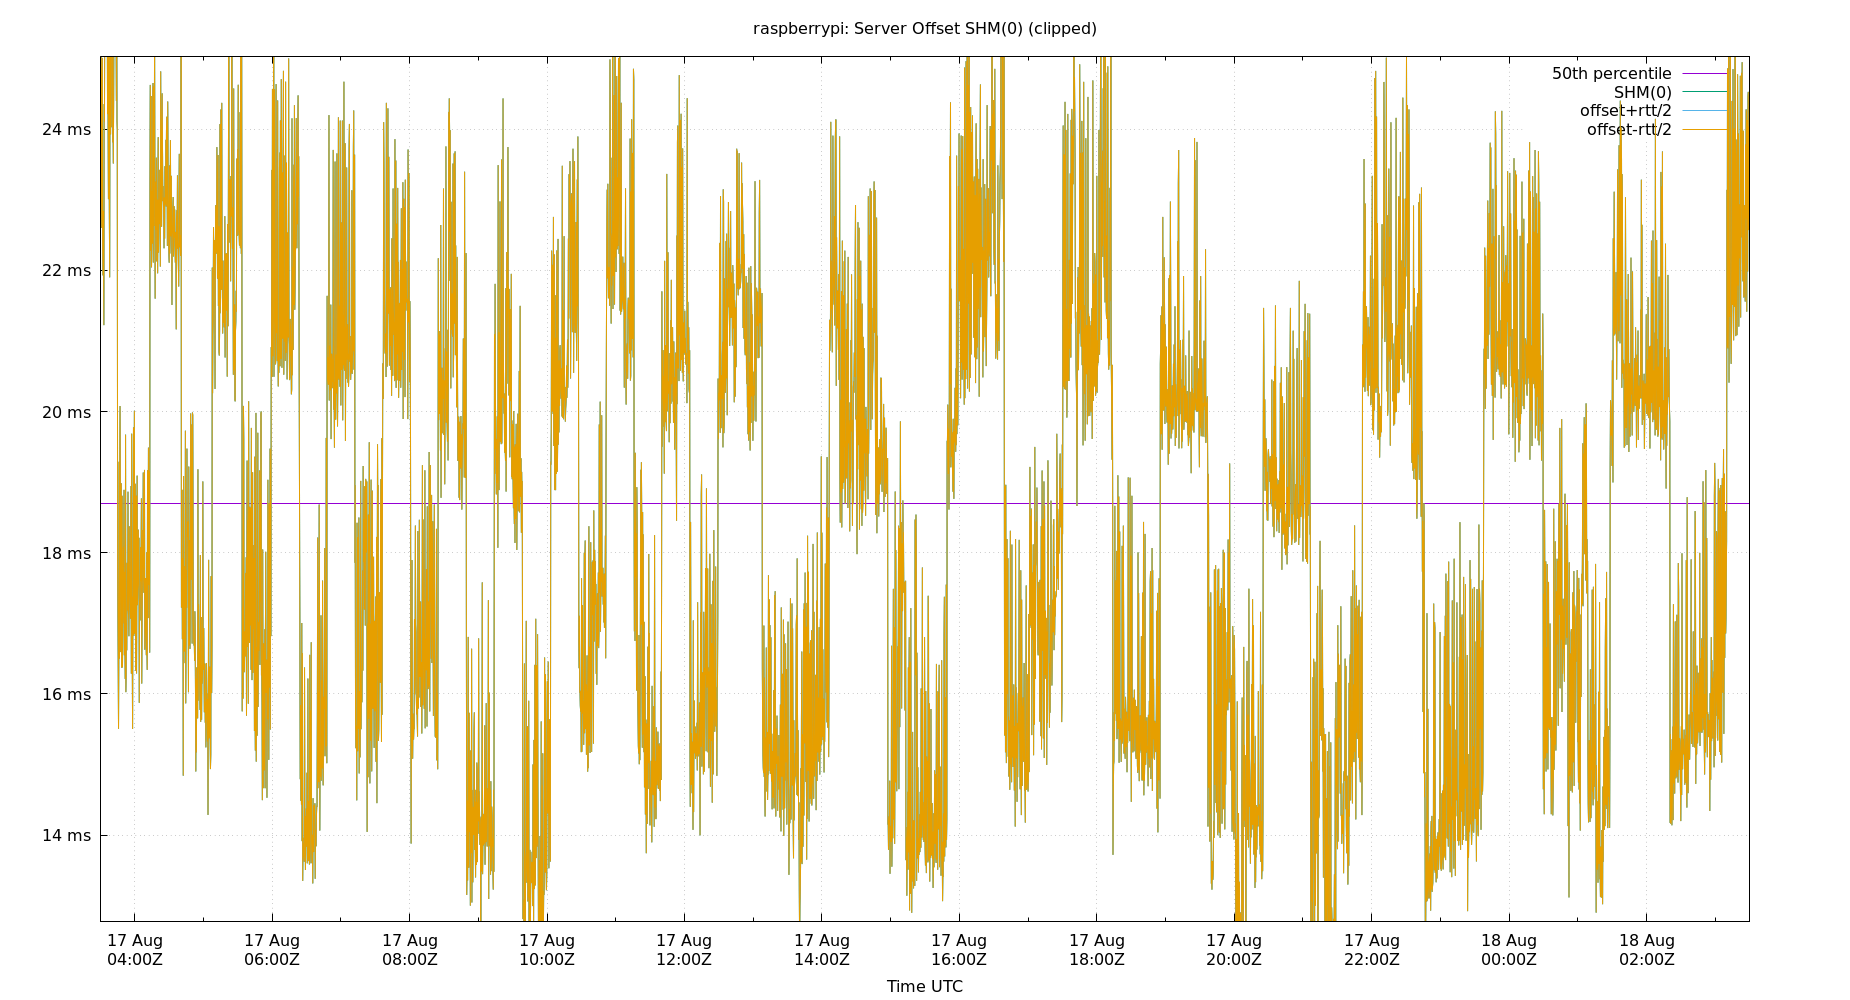 raspberrypi: Server Offset SHM(0) (clipped)
50th percentile
SHM(0)
offset+rtt/2
offset-rtt/2
24 ms
22 ms
20 ms
18 ms
16 ms
14 ms
17 Aug 17 Aug 17 Aug 17 Aug 17 Aug 17 Aug 17 Aug 17 Aug 17 Aug 17 Aug 18 Aug 18 Aug
04:00Z 06:00Z 08:00Z 10:00Z 12:00Z 14:00Z 16:00Z 18:00Z 20:00Z 22:00Z 00:00Z 02:00Z
Time UTC